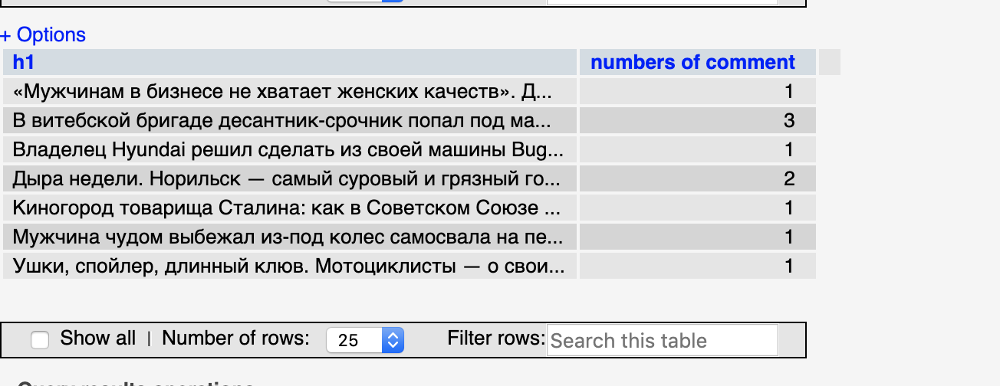 + Options
h1 numbers of comment
«Мужчинам в бизнесе не хватает женских качеств». Д... 1
В витебской бригаде десантник-срочник попал под ма... 3
Владелец Hyundai решил сделать из своей машины Bug... 1
Дыра недели. Норильск — самый суровый и грязный го... 2
Киногород товарища Сталина: как в Советском Союзе ... 1
Мужчина чудом выбежал из-под колес самосвала на пе... 1
Ушки, спойлер, длинный клюв. Мотоциклисты — о свои... 1
Show all | Number of rows: 25 Filter rows: Search this table
Query results operations